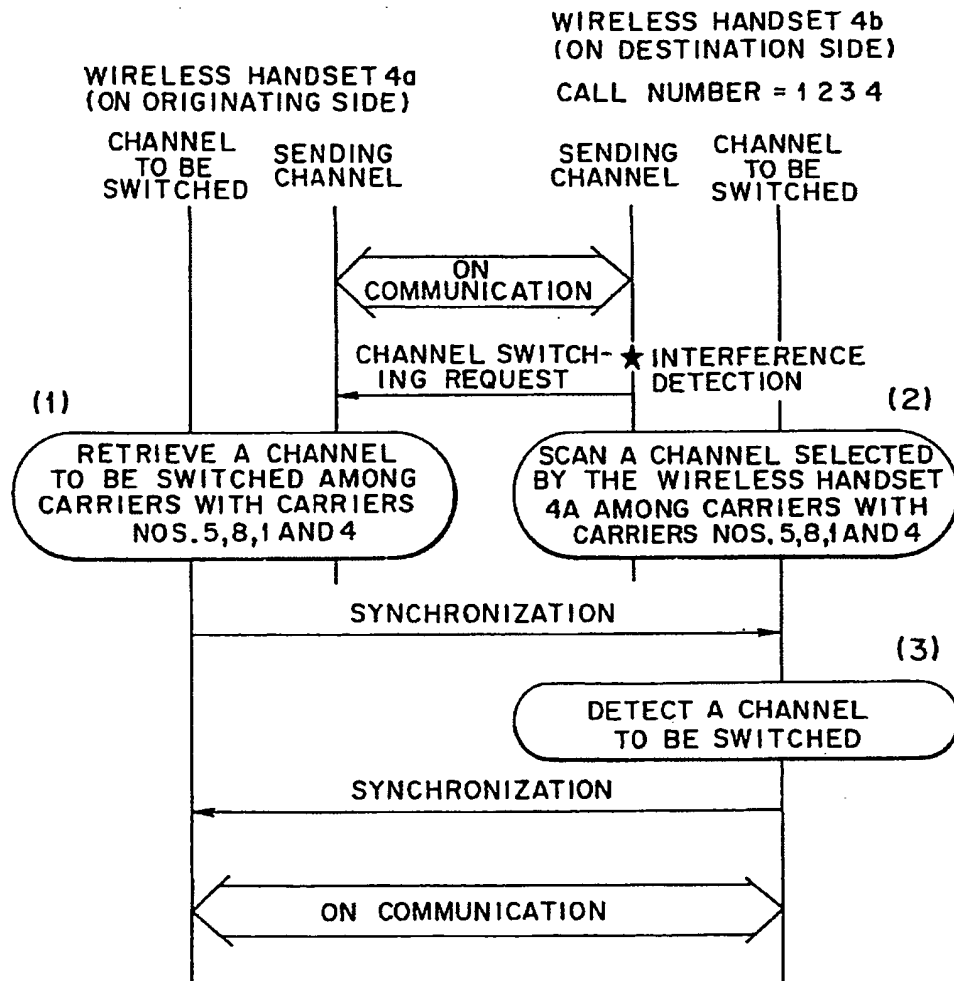 WIRELESS HANDSET 4a
(ON ORIGINATING SIDE)
WIRELESS HANDSET 4b
(ON DESTINATION SIDE)
CALL NUMBER = 1 2 3 4
CHANNEL
TO BE
SWITCHED
SENDING
CHANNEL
SENDING
CHANNEL
CHANNEL
TO BE
SWITCHED
ON
COMMUNICATION
CHANNEL SWITCH-
ING REQUEST
★ INTERFERENCE
DETECTION
(1)
RETRIEVE A CHANNEL
TO BE SWITCHED AMONG
CARRIERS WITH CARRIERS
NOS. 5, 8, 1 AND 4
(2)
SCAN A CHANNEL SELECTED
BY THE WIRELESS HANDSET
4A AMONG CARRIERS WITH
CARRIERS NOS. 5, 8, 1 AND 4
SYNCHRONIZATION
(3)
DETECT A CHANNEL
TO BE SWITCHED
SYNCHRONIZATION
ON COMMUNICATION